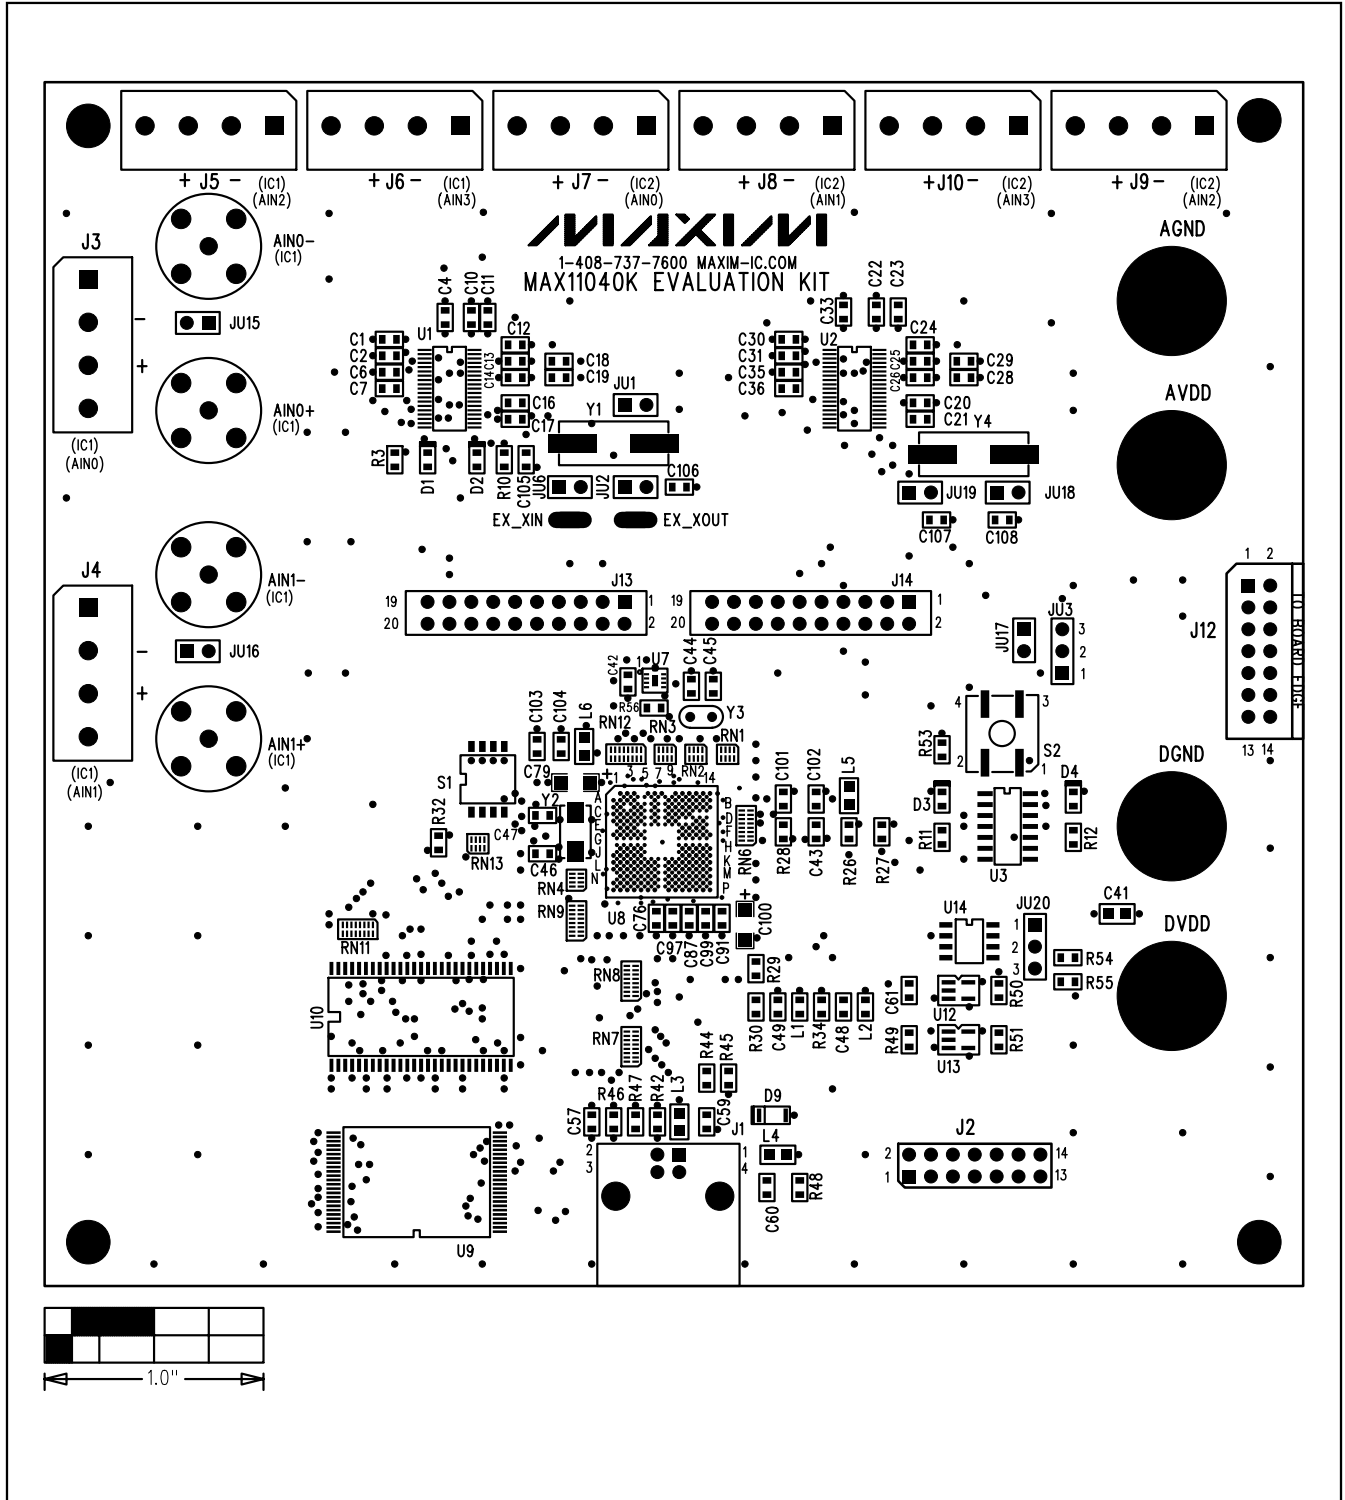 + J5 - (IC1)
(AIN2)
+ J6 - (IC1)
(AIN3)
+ J7 - (IC2)
(AIN0)
+ J8 - (IC2)
(AIN1)
+J10- (IC2)
(AIN3)
+ J9- (IC2)
(AIN2)
MAXIM
1-408-737-7600 MAXIM-IC.COM
MAX11040K EVALUATION KIT
J3
-
+
(IC1)
(AIN0)
AIN0-
(IC1)
JU15
AIN0+
(IC1)
J4
-
+
(IC1)
(AIN1)
AIN1-
(IC1)
JU16
AIN1+
(IC1)
C4
C10
C11
U1
C1
C2
C6
C7
C12
C13
C14
C18
C19
C16
C17
JU1
Y1
R3
D1
D2
R10
C105
JU6
JU2
C106
EX_XIN
EX_XOUT
C33
C22
C23
U2
C30
C31
C35
C36
C24
C25
C26
C29
C28
C20
C21
Y4
JU19
JU18
C107
C108
AGND
AVDD
DGND
DVDD
J13
19
20
1
2
J14
19
20
1
2
1 2
J12
IO BOARD EDGE
13 14
JU17
JU3
3
2
1
4
3
2
1
S2
R53
D3
R11
U3
D4
R12
C42
1
U7
C44
C45
R56
RN12
RN3
Y3
RN1
RN2
C103
C104
L6
C79
+
S1
Y2
R32
C47
RN13
C46
RN4
RN9
1 3 5 7 9 14
A
C
E
G
J
L
N
B
D
F
H
K
M
P
U8
RN6
C101
C102
L5
R28
C43
R26
R27
C76
C97
C87
C99
C91
+
C100
R29
RN11
U10
RN8
RN7
R30
C49
L1
R34
C48
L2
C61
R49
U14
U12
U13
R50
R51
JU20
1
2
3
C41
R54
R55
R44
R45
C57
R46
R47
R42
L3
C59
D9
J1
2
3
1
4
L4
C60
R48
J2
2
1
14
13
U9
1.0"